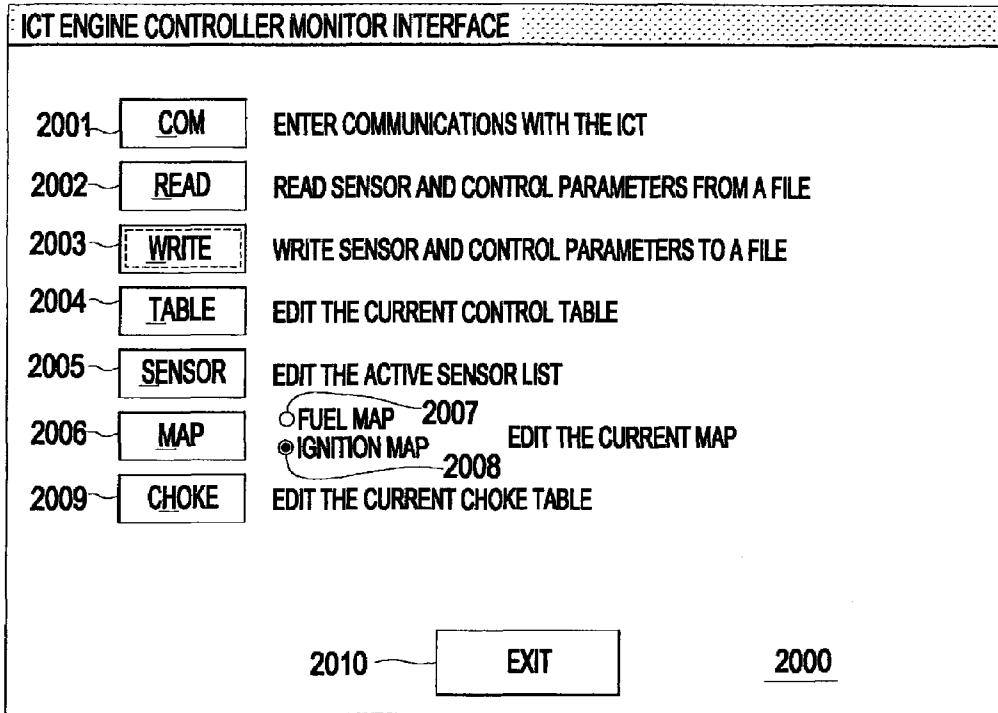 ICT ENGINE CONTROLLER MONITOR INTERFACE
2001 COM ENTER COMMUNICATIONS WITH THE ICT
2002 READ READ SENSOR AND CONTROL PARAMETERS FROM A FILE
2003 WRITE WRITE SENSOR AND CONTROL PARAMETERS TO A FILE
2004 TABLE EDIT THE CURRENT CONTROL TABLE
2005 SENSOR EDIT THE ACTIVE SENSOR LIST
FUEL MAP 2007
2006 MAP EDIT THE CURRENT MAP
IGNITION MAP 2008
2009 CHOKE EDIT THE CURRENT CHOKE TABLE
2010 EXIT 2000